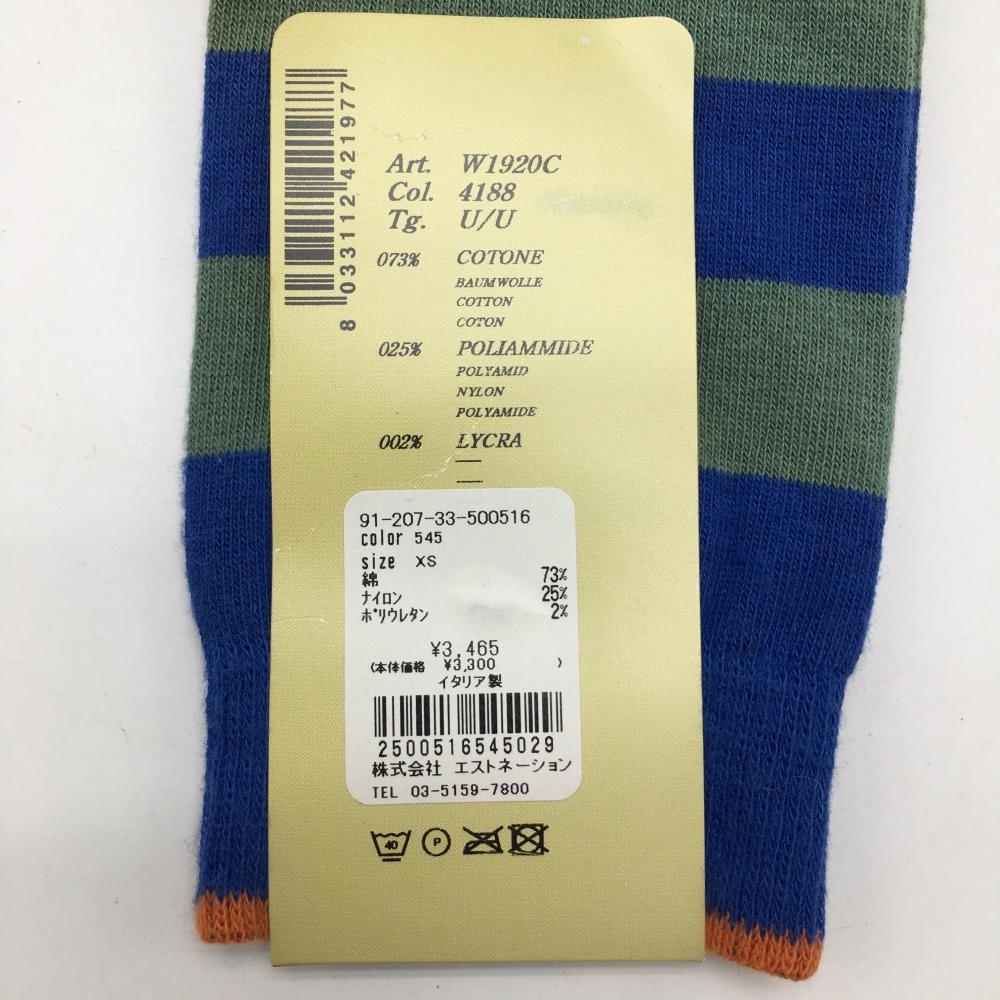 8 033112 421977
Art. W1920C
Col. 4188
Tg. U/U
073% COTONE
BAUMWOLLE
COTTON
COTON
025% POLIAMMIDE
POLYAMID
NYLON
POLYAMIDE
002% LYCRA
91-207-33-500516
color 545
size XS
綿 73%
ナイロン 25%
ポリウレタン 2%
¥3,465
(本体価格 ¥3,300 )
イタリア製
2500516545029
株式会社 エストネーション
TEL 03-5159-7800
40 P